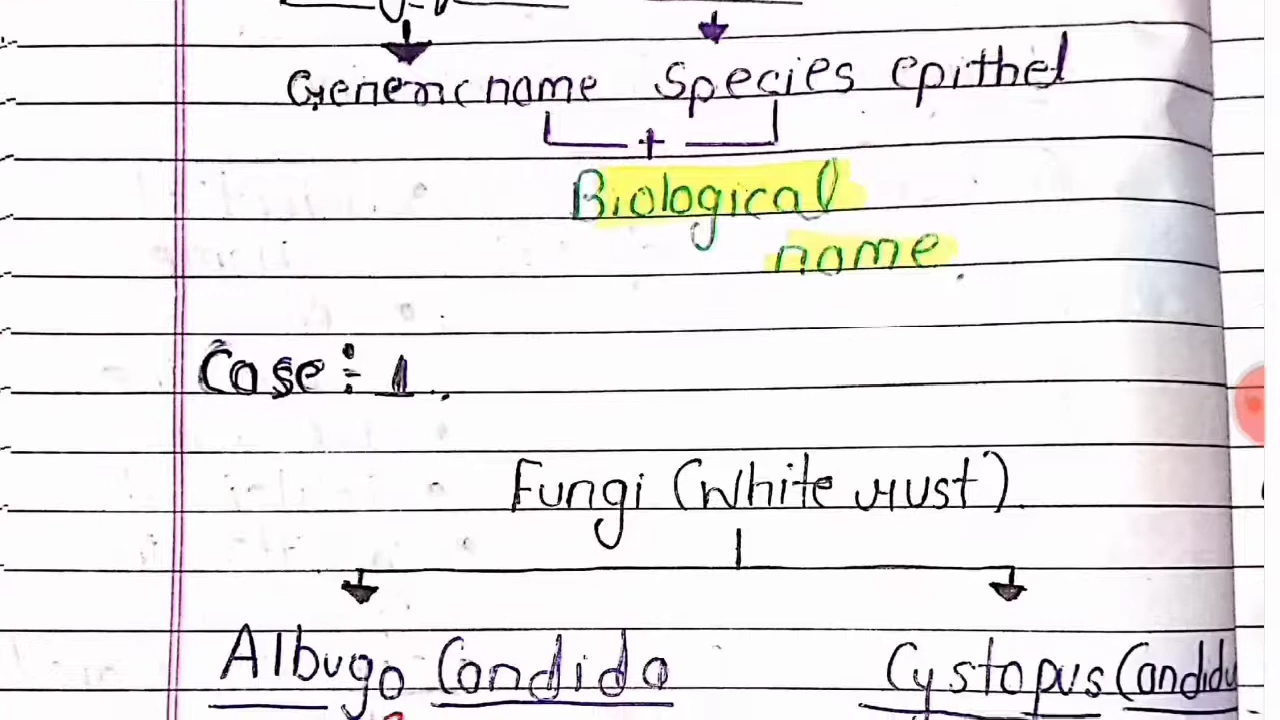 Generic name Species epithet
+
Biological
name.
Case : 1.
Fungi (White rust).
Albugo Candida Cystopus Candidu